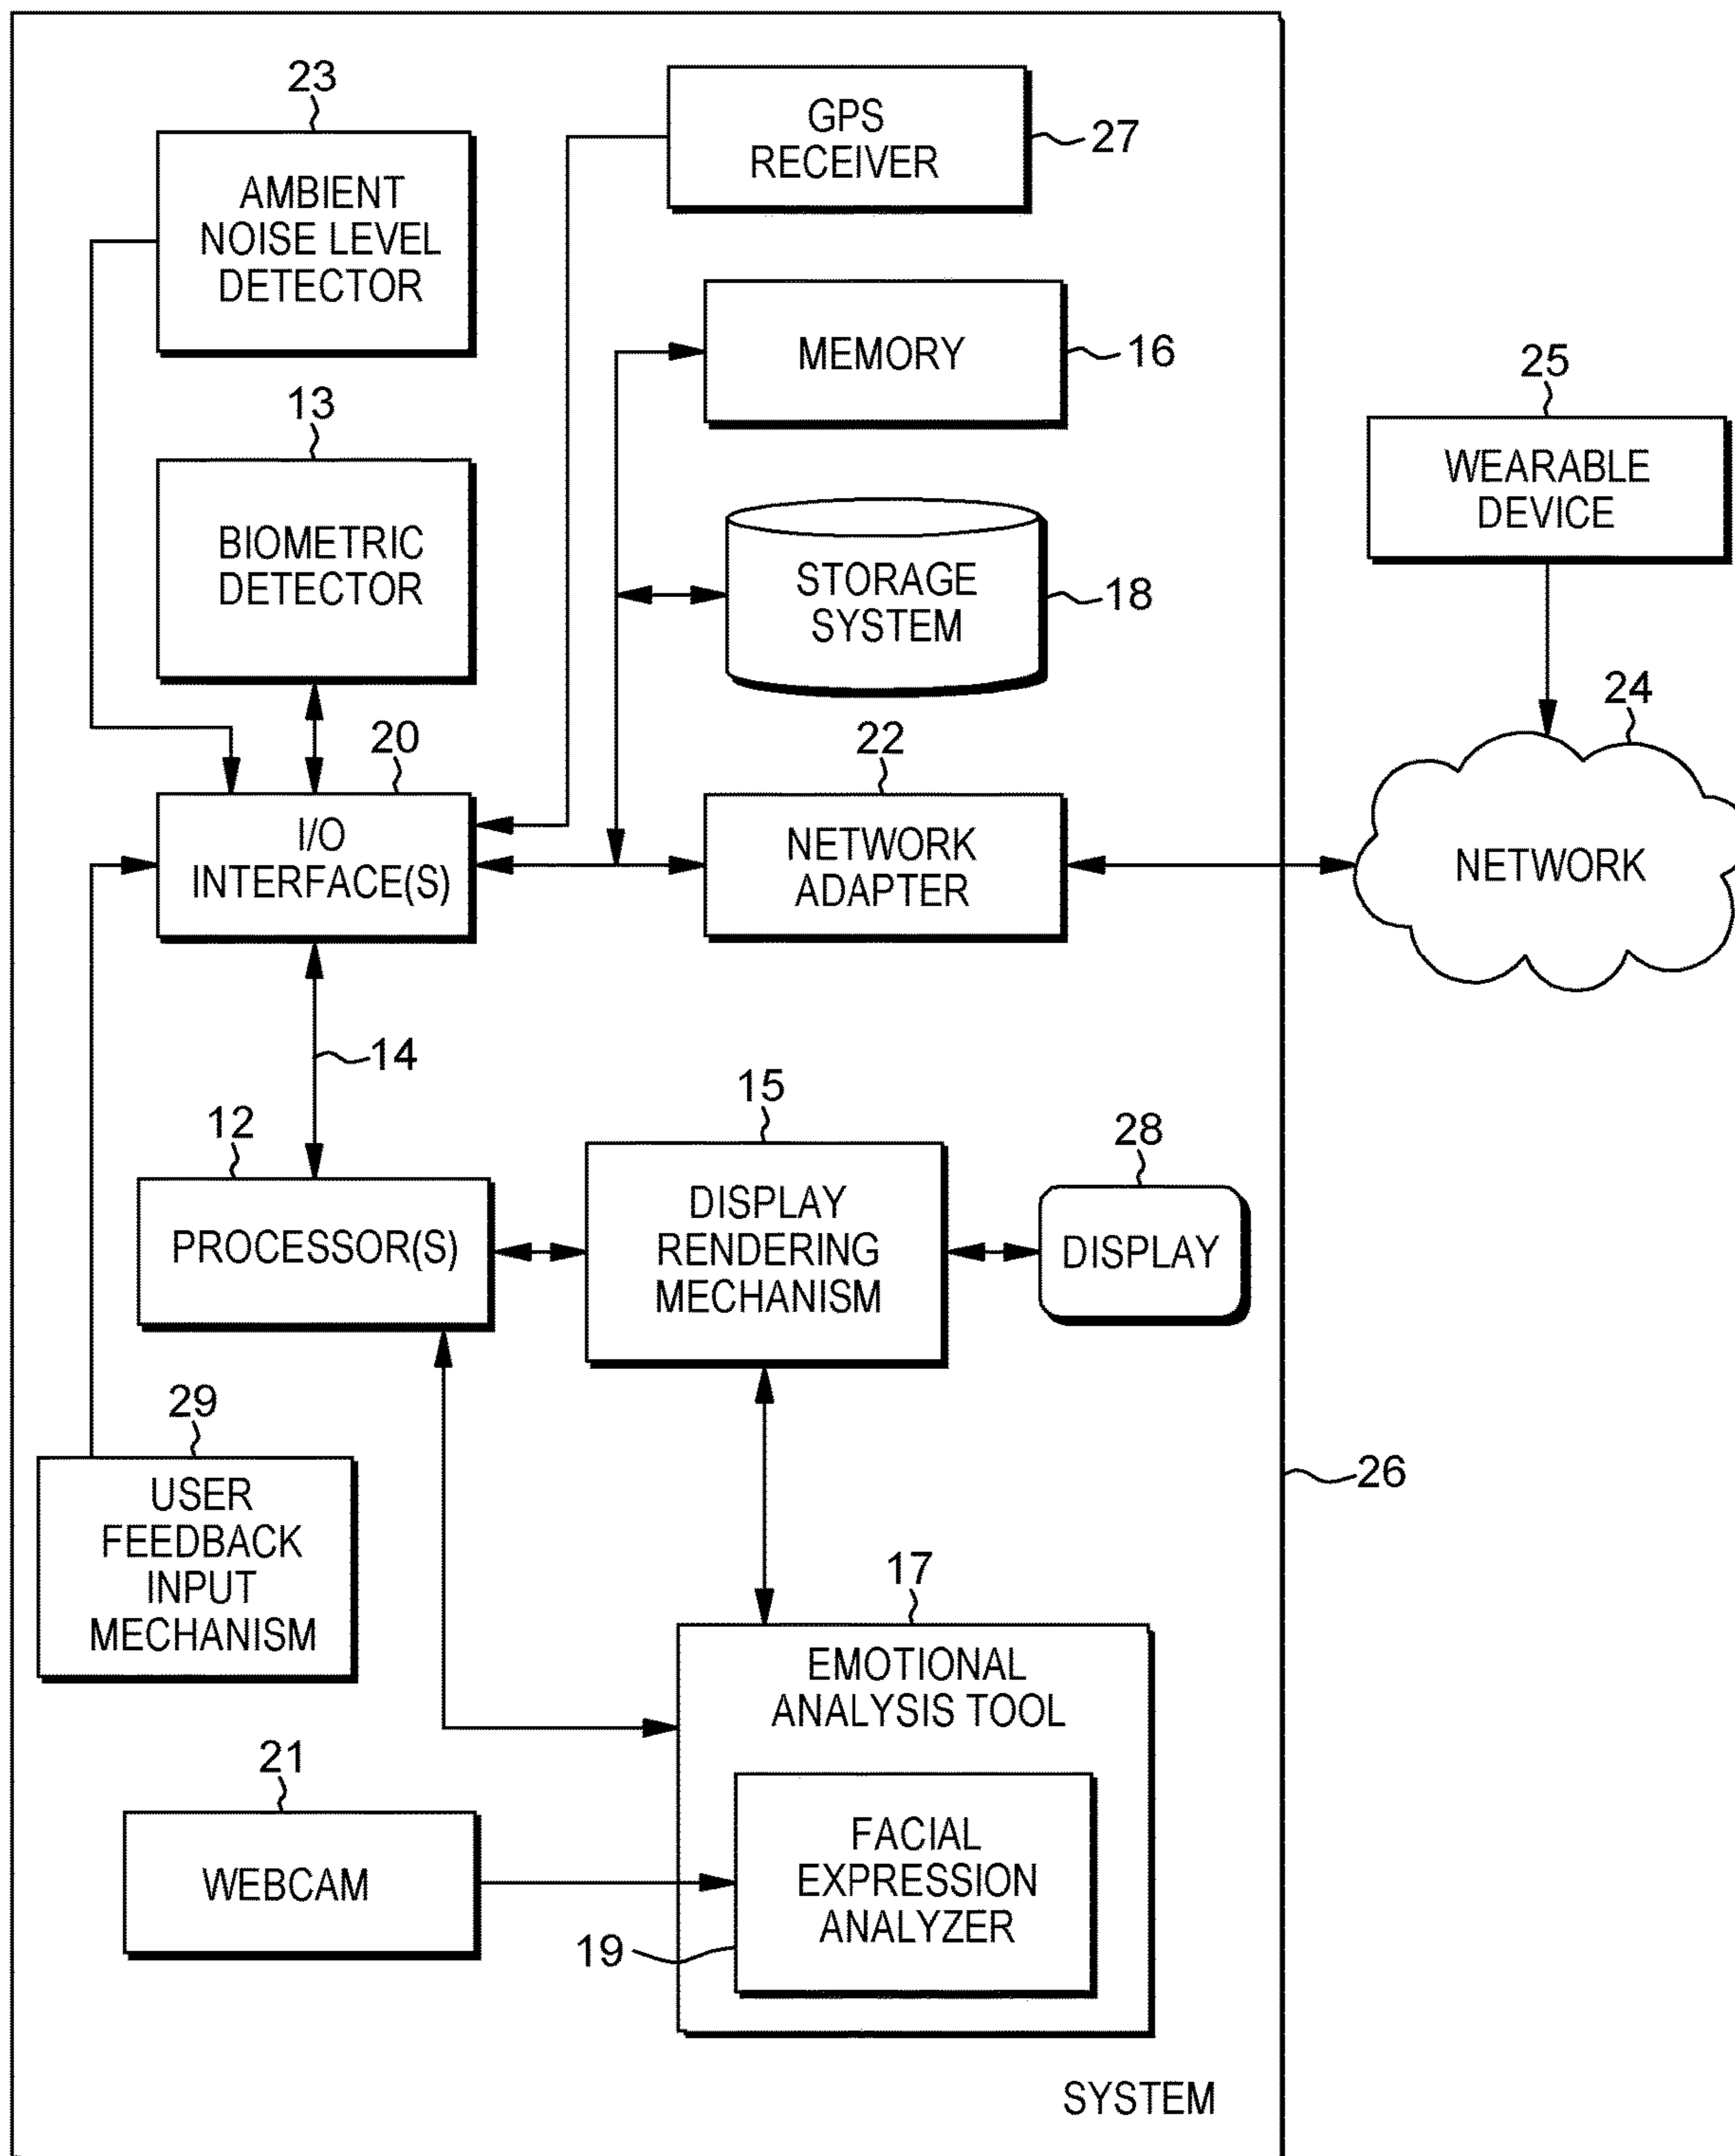 23
AMBIENT
NOISE LEVEL
DETECTOR
GPS
RECEIVER
27
MEMORY
16
13
BIOMETRIC
DETECTOR
STORAGE
SYSTEM
18
25
WEARABLE
DEVICE
20
I/O
INTERFACE(S)
22
NETWORK
ADAPTER
24
NETWORK
14
12
PROCESSOR(S)
15
DISPLAY
RENDERING
MECHANISM
28
DISPLAY
29
USER
FEEDBACK
INPUT
MECHANISM
26
17
EMOTIONAL
ANALYSIS TOOL
21
WEBCAM
FACIAL
EXPRESSION
ANALYZER
19
SYSTEM